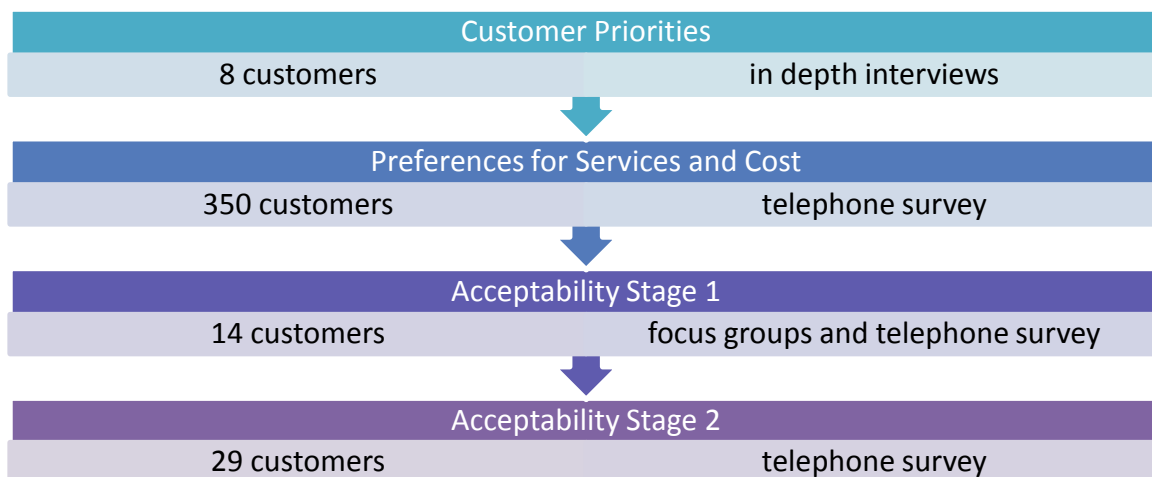 Customer Priorities
8 customers in depth interviews
Preferences for Services and Cost
350 customers telephone survey
Acceptability Stage 1
14 customers focus groups and telephone survey
Acceptability Stage 2
29 customers telephone survey